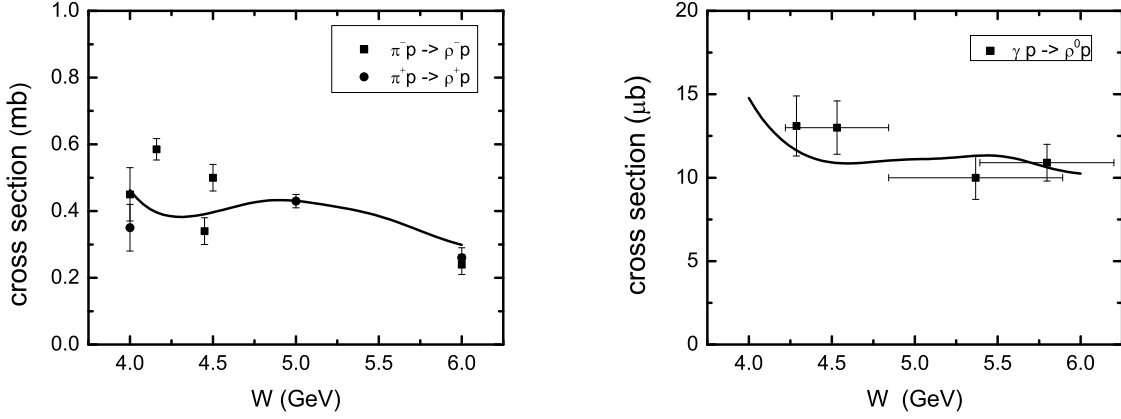 1.0
0.8
0.6
0.4
0.2
0.0
cross section (mb)
π⁻p -> ρ⁻p
π⁺p -> ρ⁺p
4.0 4.5 5.0 5.5 6.0
W (GeV)
20
15
10
5
0
cross section (μb)
γ p -> ρ⁰p
4.0 4.5 5.0 5.5 6.0
W (GeV)